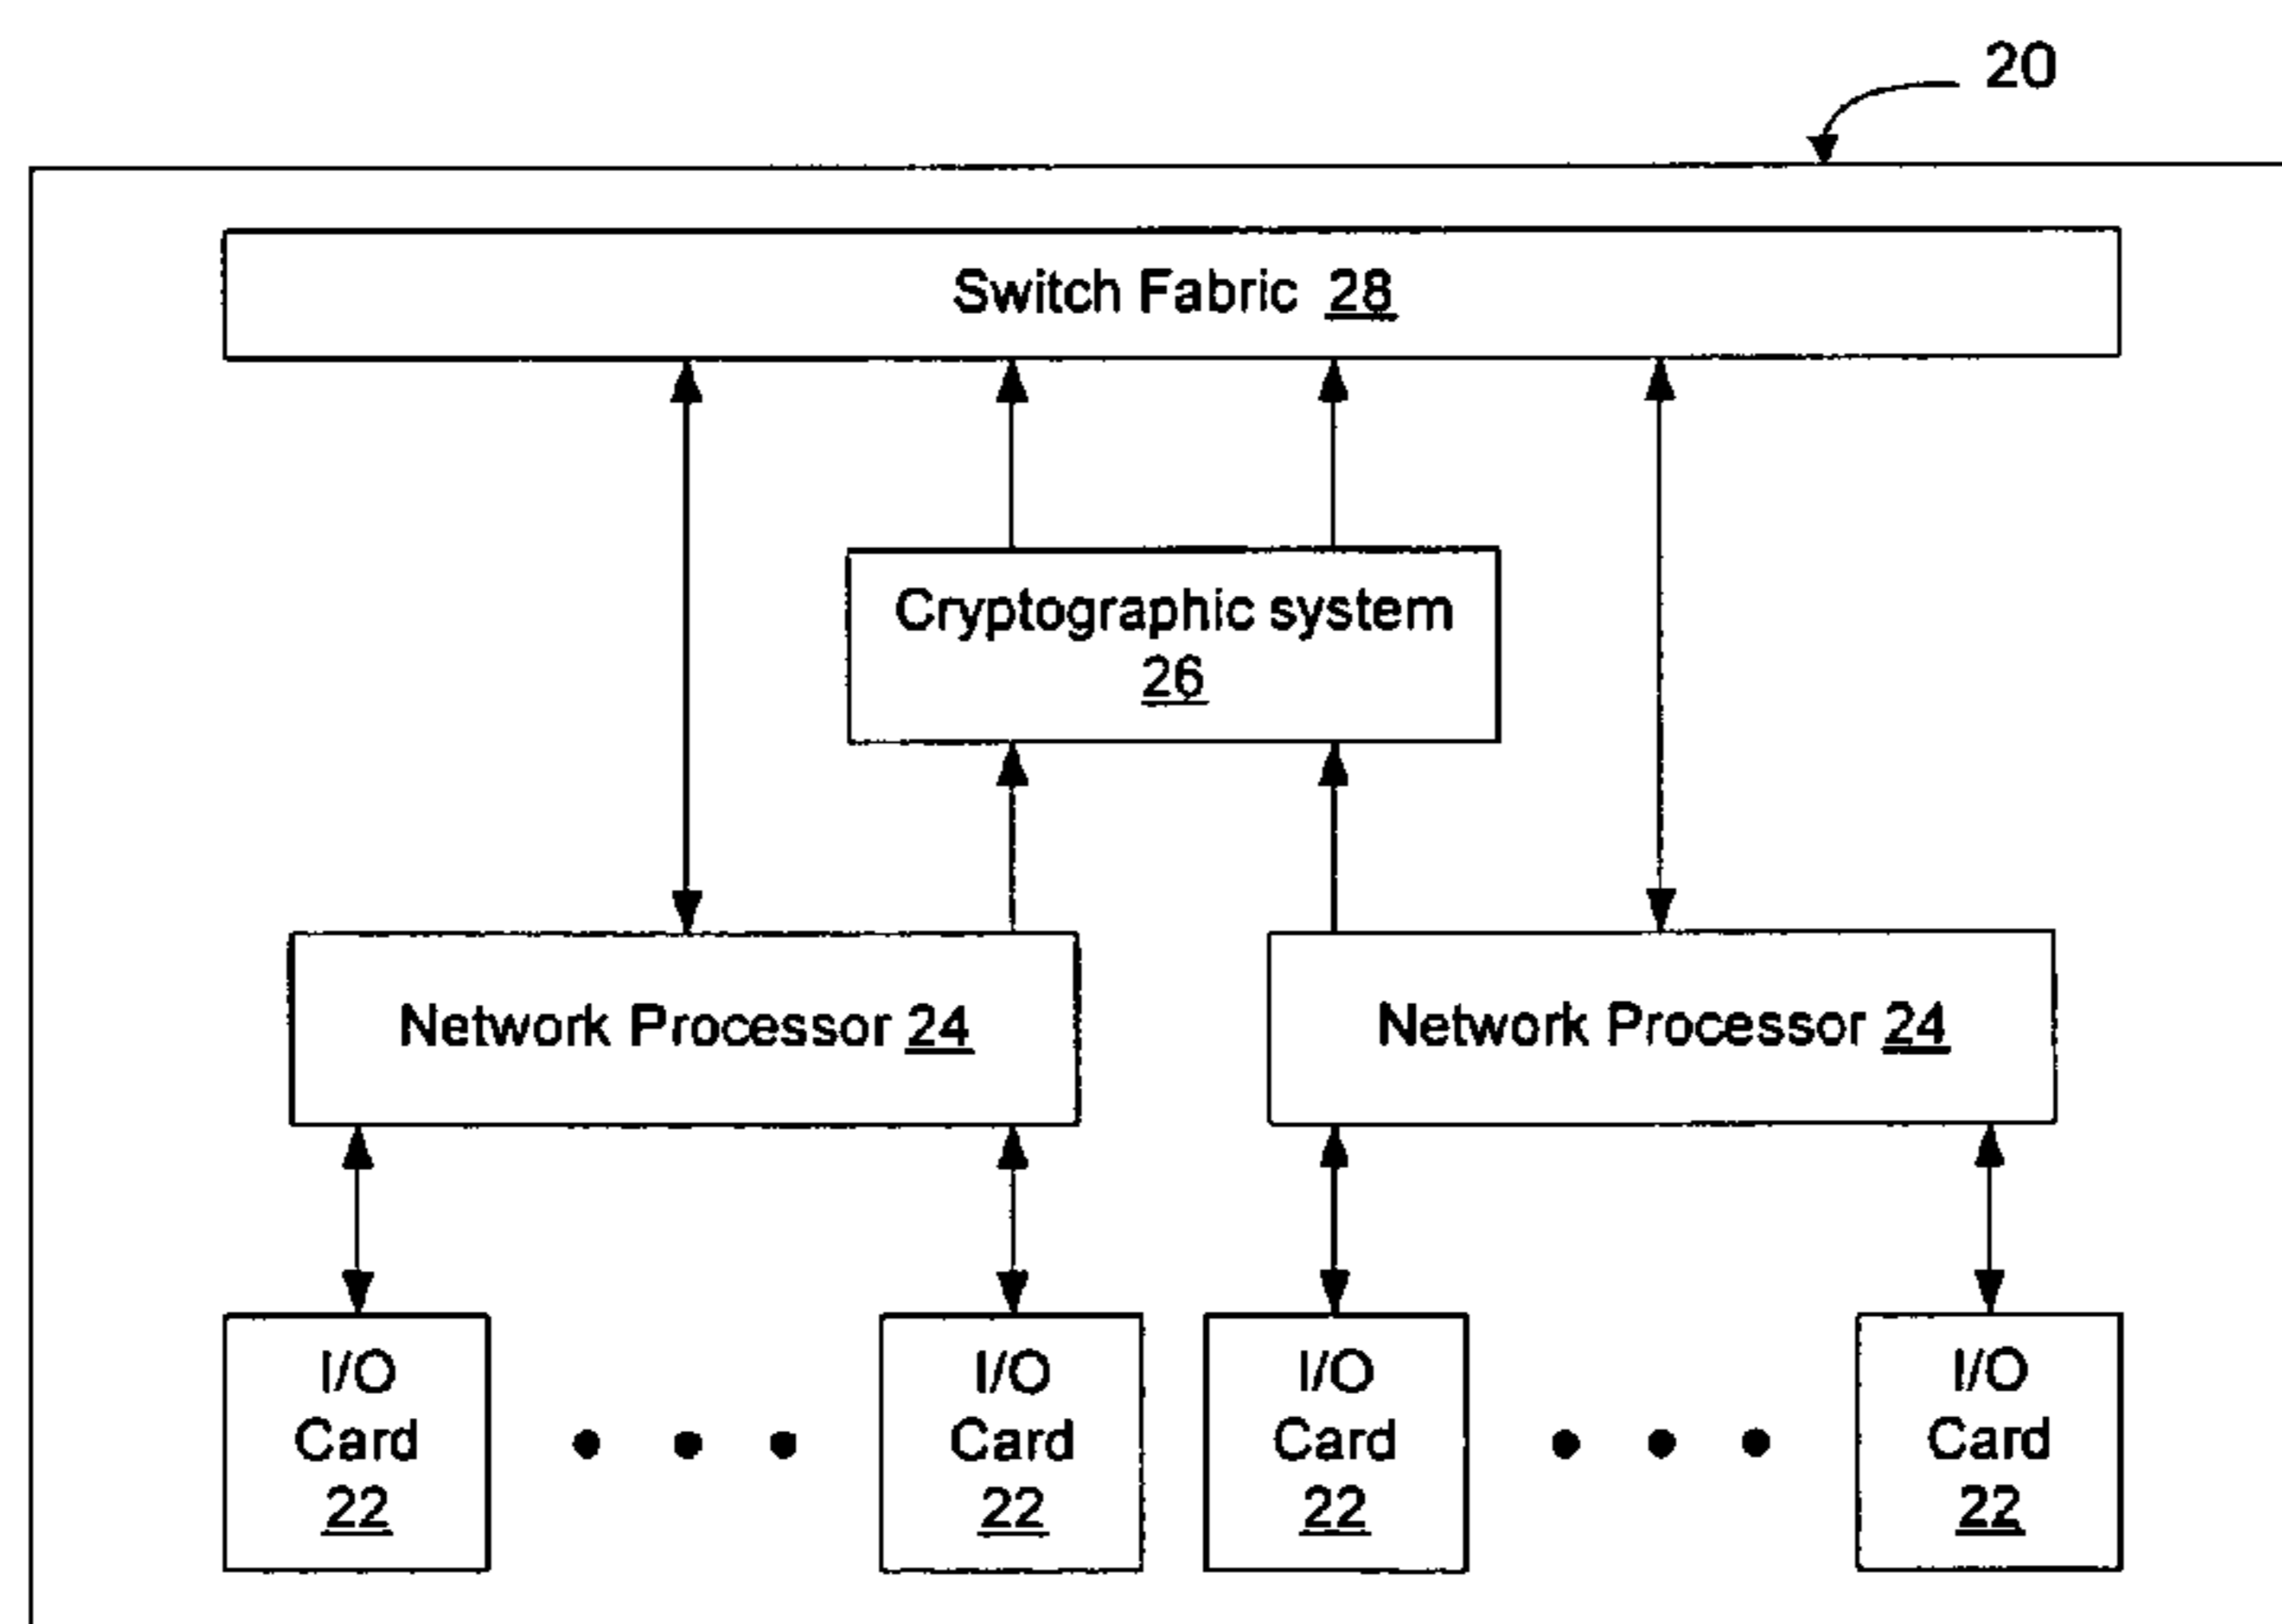 20
Switch Fabric 28
Cryptographic system
26
Network Processor 24
Network Processor 24
I/O
Card
22
I/O
Card
22
I/O
Card
22
I/O
Card
22